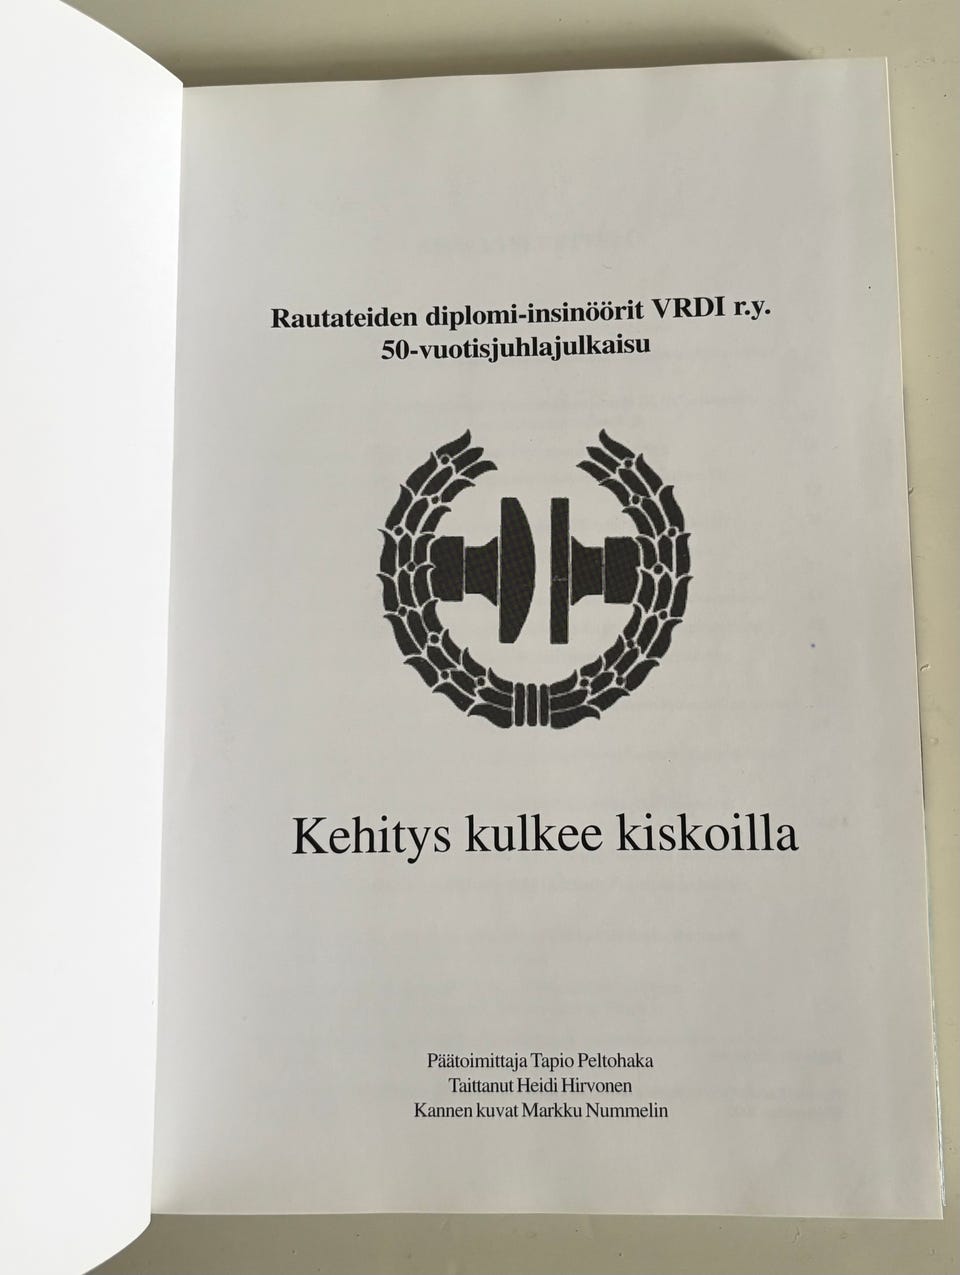 Rautateiden diplomi-insinöörit VRDI r.y.
50-vuotisjuhlajulkaisu
Kehitys kulkee kiskoilla
Päätoimittaja Tapio Peltohaka
Taittanut Heidi Hirvonen
Kannen kuvat Markku Nummelin